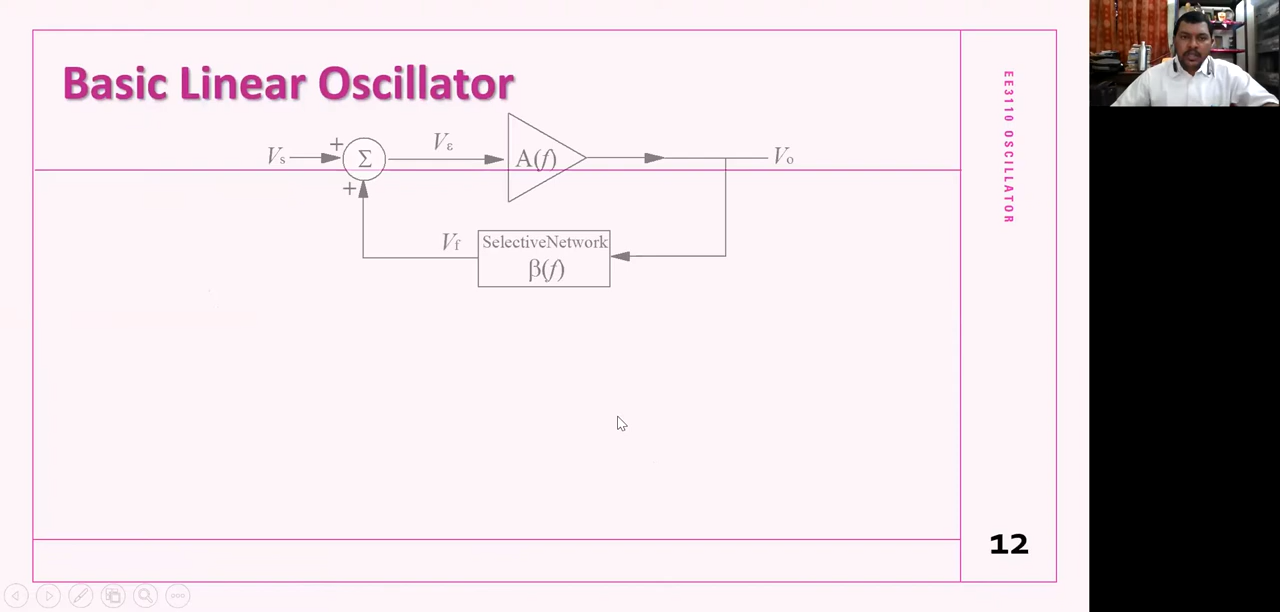 Basic Linear Oscillator
+
Vs
Σ
Vε
A(f)
Vo
+
Vf
SelectiveNetwork
β(f)
EE3110 OSCILLATOR
12